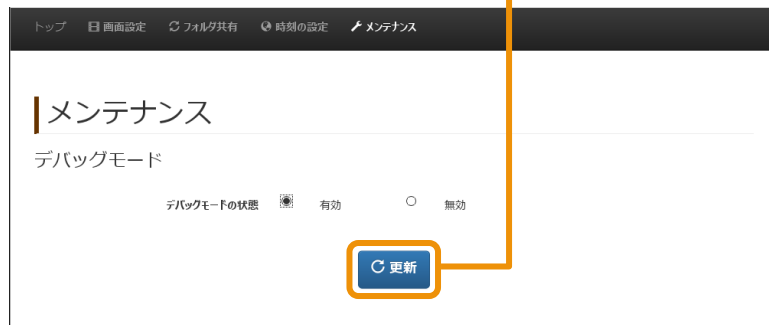 トップ 画面設定 フォルダ共有 時刻の設定 メンテナンス
メンテナンス
デバッグモード
デバックモードの状態 有効 無効
更新